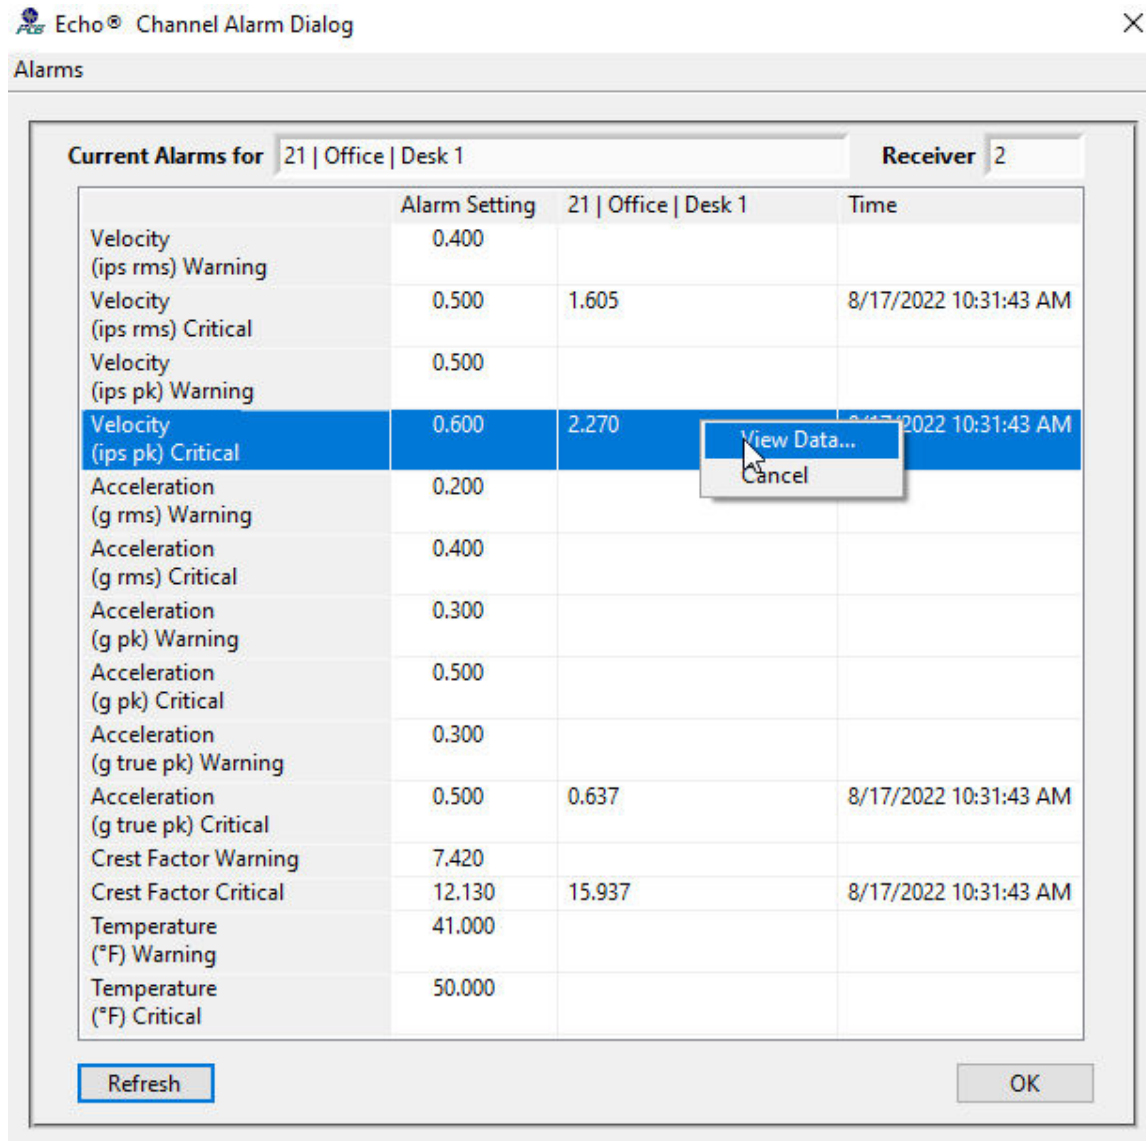 PCB Echo® Channel Alarm Dialog
Alarms
Current Alarms for 21 | Office | Desk 1 Receiver 2
Alarm Setting 21 | Office | Desk 1 Time
Velocity 0.400
(ips rms) Warning
Velocity 0.500 1.605 8/17/2022 10:31:43 AM
(ips rms) Critical
Velocity 0.500
(ips pk) Warning
Velocity 0.600 2.270 2022 10:31:43 AM
(ips pk) Critical
View Data...
Cancel
Acceleration 0.200
(g rms) Warning
Acceleration 0.400
(g rms) Critical
Acceleration 0.300
(g pk) Warning
Acceleration 0.500
(g pk) Critical
Acceleration 0.300
(g true pk) Warning
Acceleration 0.500 0.637 8/17/2022 10:31:43 AM
(g true pk) Critical
Crest Factor Warning 7.420
Crest Factor Critical 12.130 15.937 8/17/2022 10:31:43 AM
Temperature 41.000
(°F) Warning
Temperature 50.000
(°F) Critical
Refresh OK